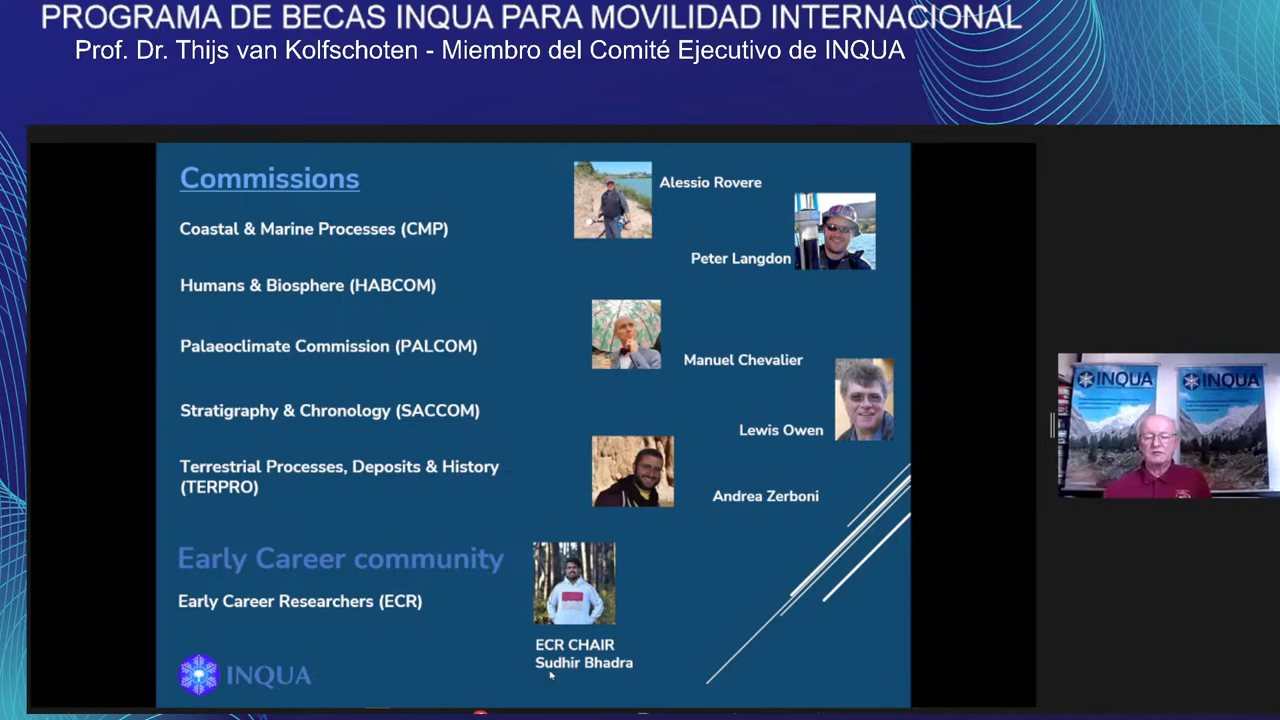 PROGRAMA DE BECAS INQUA PARA MOVILIDAD INTERNACIONAL
Prof. Dr. Thijs van Kolfschoten - Miembro del Comité Ejecutivo de INQUA
Commissions
Alessio Rovere
Coastal & Marine Processes (CMP)
Peter Langdon
Humans & Biosphere (HABCOM)
Palaeoclimate Commission (PALCOM)
Manuel Chevalier
Stratigraphy & Chronology (SACCOM)
Lewis Owen
Terrestrial Processes, Deposits & History
(TERPRO)
Andrea Zerboni
Early Career community
Early Career Researchers (ECR)
ECR CHAIR
Sudhir Bhadra
INQUA
INQUA
INQUA